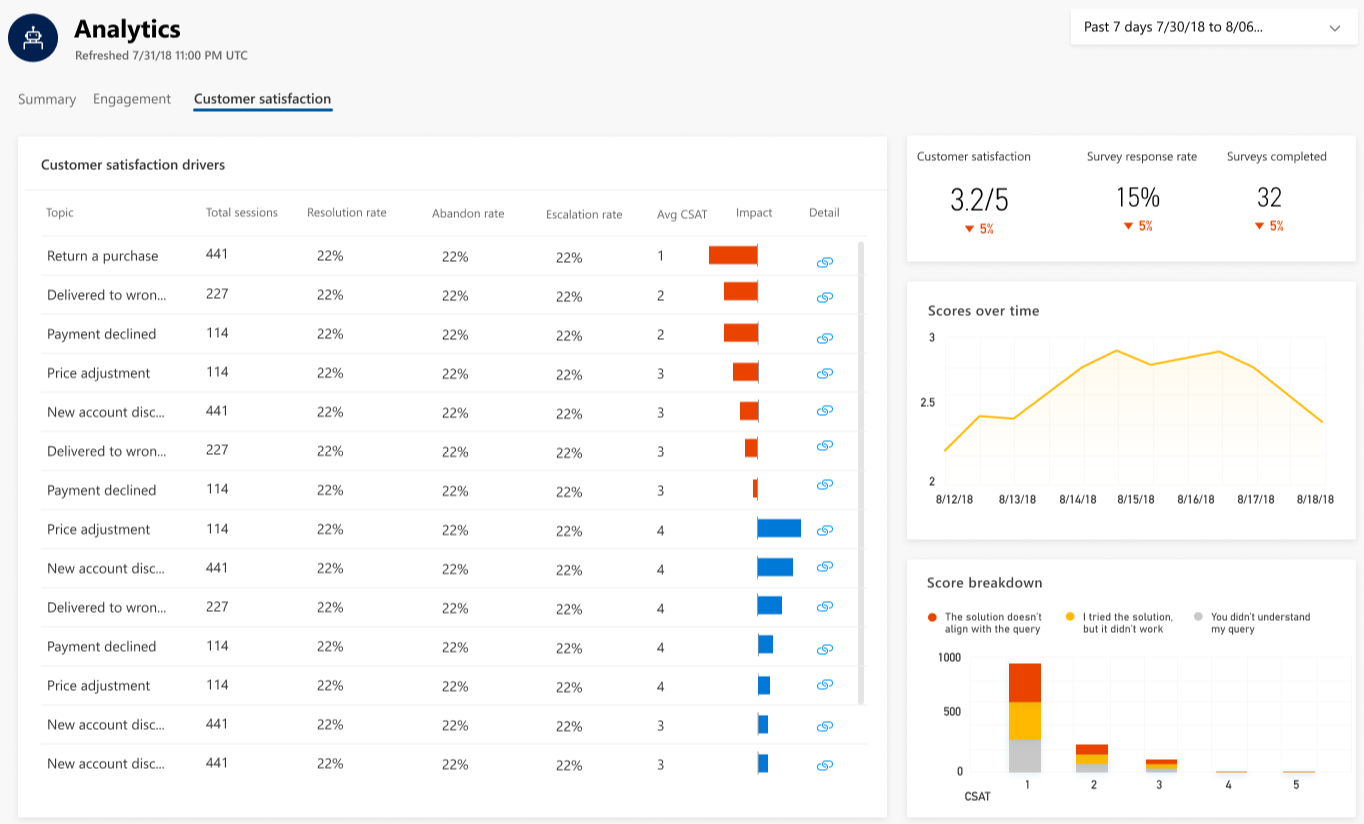 Analytics
Refreshed 7/31/18 11:00 PM UTC
Past 7 days 7/30/18 to 8/06...
Summary Engagement Customer satisfaction
Customer satisfaction drivers
Topic Total sessions Resolution rate Abandon rate Escalation rate Avg CSAT Impact Detail
Return a purchase 441 22% 22% 22% 1
Delivered to wron... 227 22% 22% 22% 2
Payment declined 114 22% 22% 22% 2
Price adjustment 114 22% 22% 22% 3
New account disc... 441 22% 22% 22% 3
Delivered to wron... 227 22% 22% 22% 3
Payment declined 114 22% 22% 22% 3
Price adjustment 114 22% 22% 22% 4
New account disc... 441 22% 22% 22% 4
Delivered to wron... 227 22% 22% 22% 4
Payment declined 114 22% 22% 22% 4
Price adjustment 114 22% 22% 22% 4
New account disc... 441 22% 22% 22% 3
New account disc... 441 22% 22% 22% 3
Customer satisfaction Survey response rate Surveys completed
3.2/5 15% 32
▼ 5% ▼ 5% ▼ 5%
Scores over time
3
2.5
2
8/12/18 8/13/18 8/14/18 8/15/18 8/16/18 8/17/18 8/18/18
Score breakdown
The solution doesn't I tried the solution, You didn't understand
align with the query but it didn't work my query
1000
500
0
1 2 3 4 5
CSAT